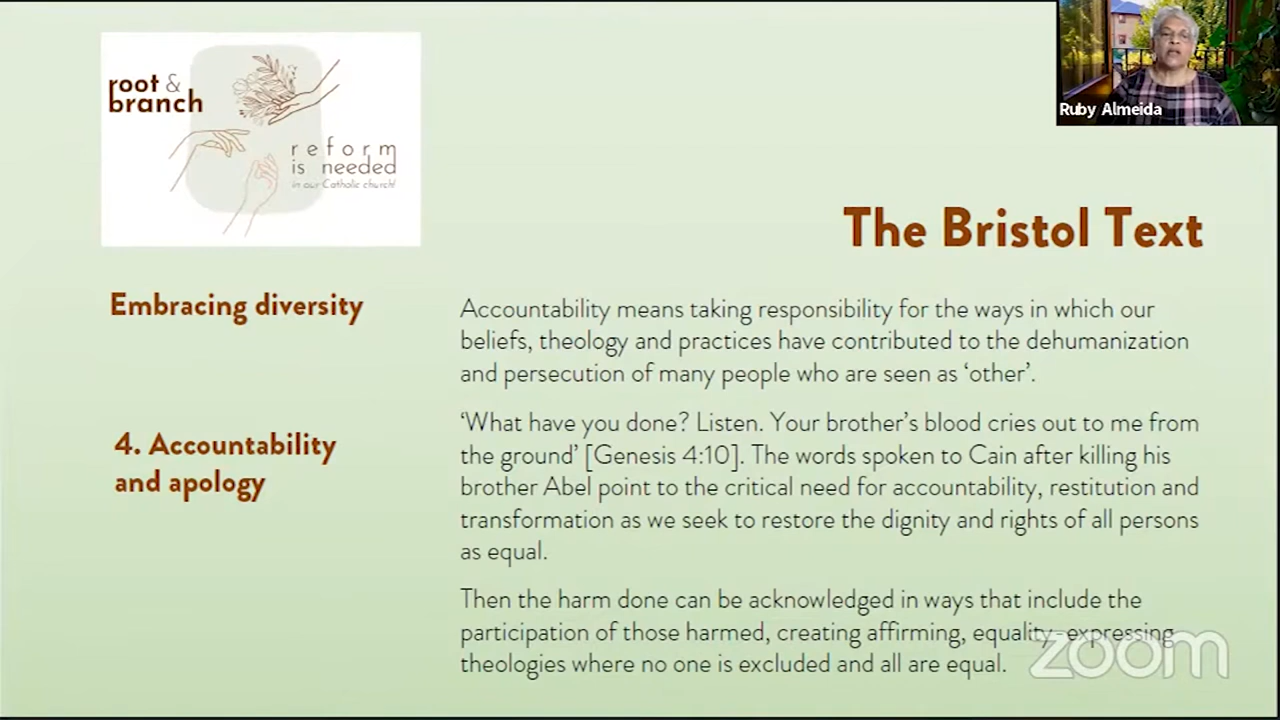 root &
branch
reform
is needed
in our Catholic church!
Ruby Almeida
The Bristol Text
Embracing diversity
4. Accountability
and apology
Accountability means taking responsibility for the ways in which our
beliefs, theology and practices have contributed to the dehumanization
and persecution of many people who are seen as ‘other’.
‘What have you done? Listen. Your brother’s blood cries out to me from
the ground’ [Genesis 4:10]. The words spoken to Cain after killing his
brother Abel point to the critical need for accountability, restitution and
transformation as we seek to restore the dignity and rights of all persons
as equal.
Then the harm done can be acknowledged in ways that include the
participation of those harmed, creating affirming, equality-expressing
theologies where no one is excluded and all are equal.
zoom